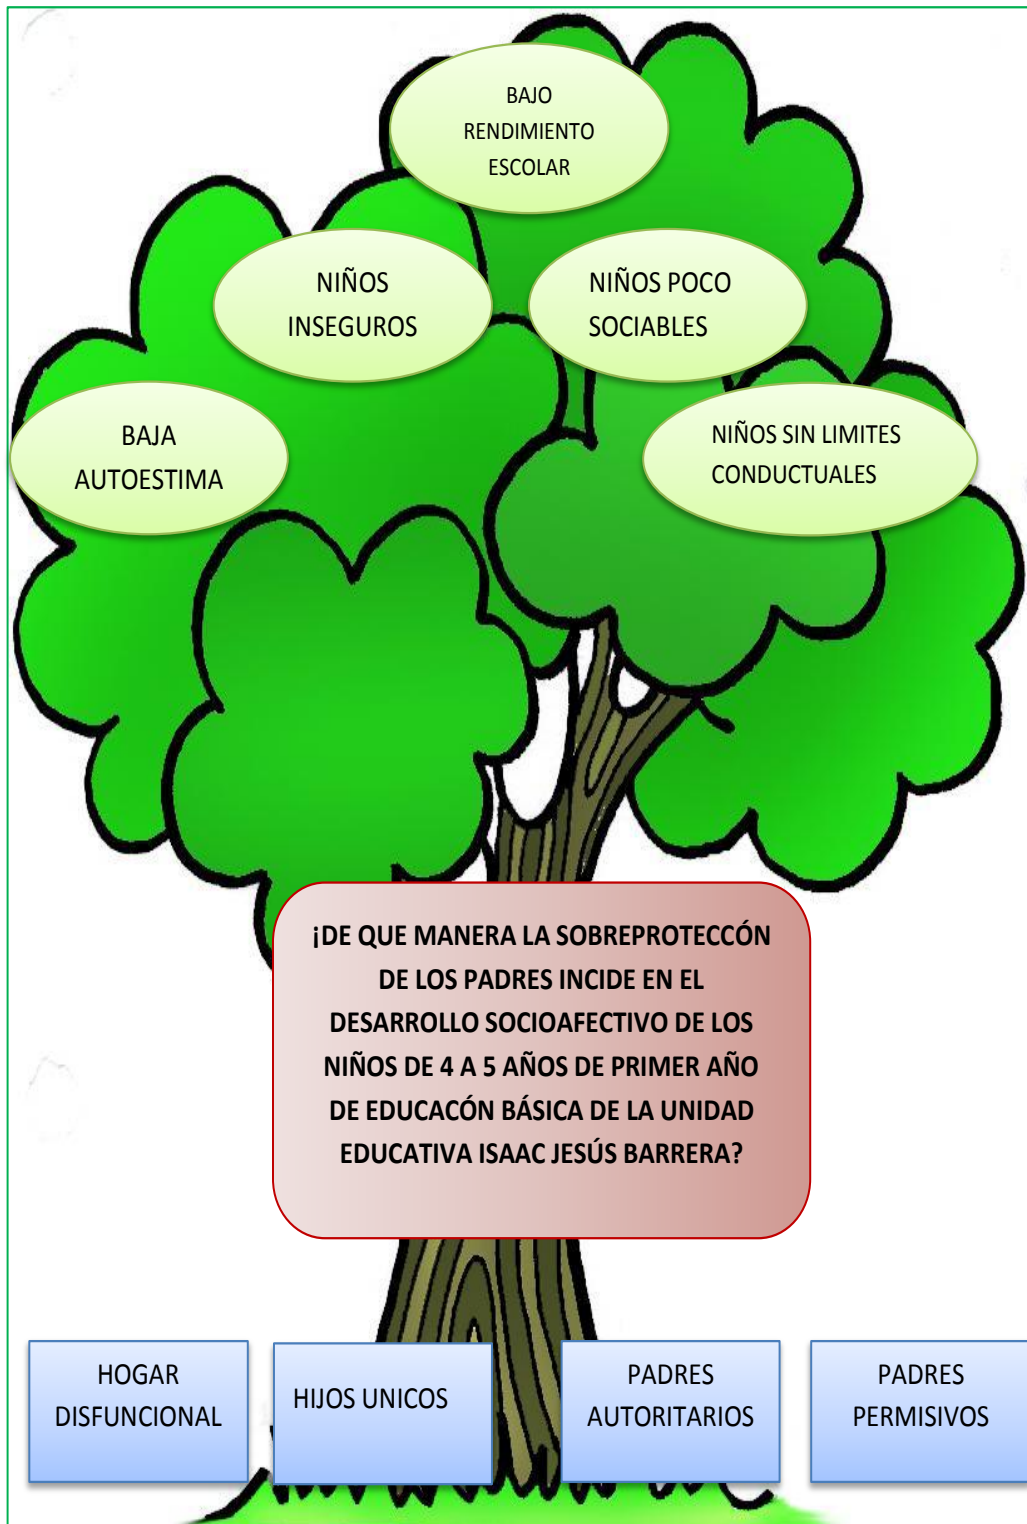 BAJO
RENDIMIENTO
ESCOLAR
NIÑOS
INSEGUROS
NIÑOS POCO
SOCIABLES
BAJA
AUTOESTIMA
NIÑOS SIN LIMITES
CONDUCTUALES
¡DE QUE MANERA LA SOBREPROTECCÓN
DE LOS PADRES INCIDE EN EL
DESARROLLO SOCIOAFECTIVO DE LOS
NIÑOS DE 4 A 5 AÑOS DE PRIMER AÑO
DE EDUCACÓN BÁSICA DE LA UNIDAD
EDUCATIVA ISAAC JESÚS BARRERA?
HOGAR
DISFUNCIONAL
HIJOS UNICOS
PADRES
AUTORITARIOS
PADRES
PERMISIVOS